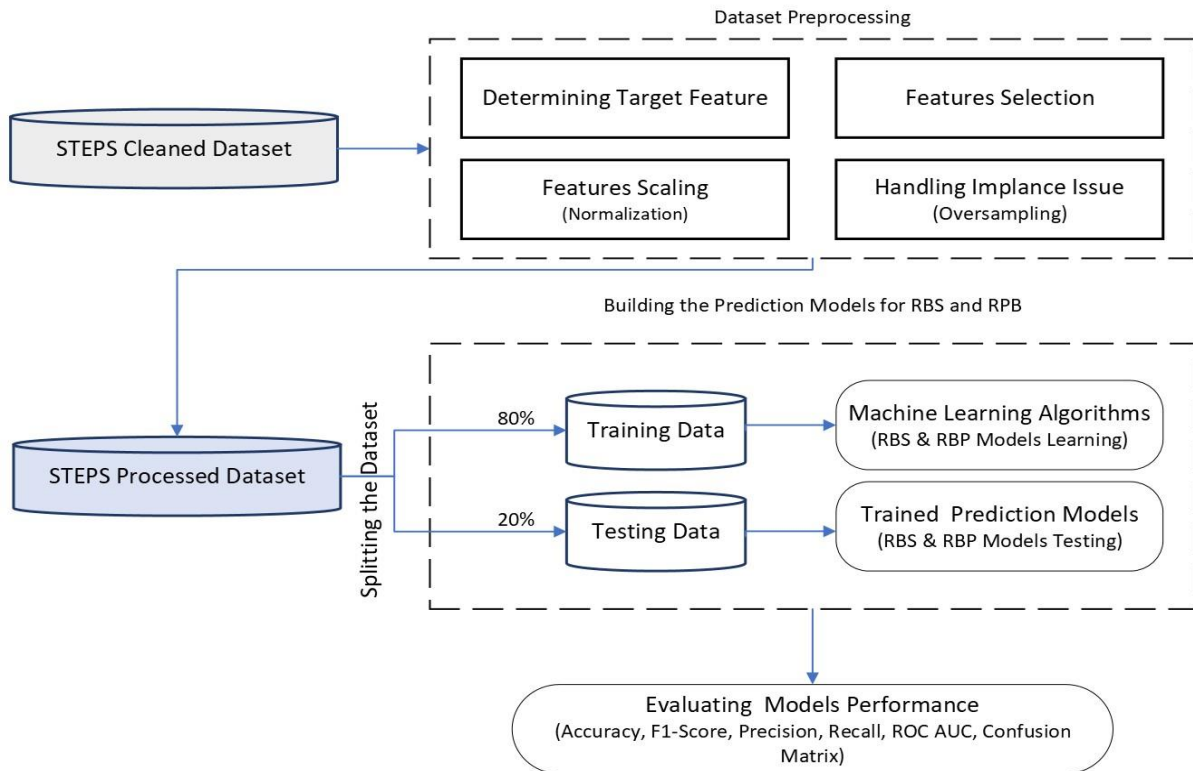 Dataset Preprocessing
Determining Target Feature
Features Selection
STEPS Cleaned Dataset
Features Scaling
(Normalization)
Handling Implance Issue
(Oversampling)
Building the Prediction Models for RBS and RPB
STEPS Processed Dataset
Splitting the Dataset
80%
Training Data
Machine Learning Algorithms
(RBS & RBP Models Learning)
20%
Testing Data
Trained Prediction Models
(RBS & RBP Models Testing)
Evaluating Models Performance
(Accuracy, F1-Score, Precision, Recall, ROC AUC, Confusion
Matrix)